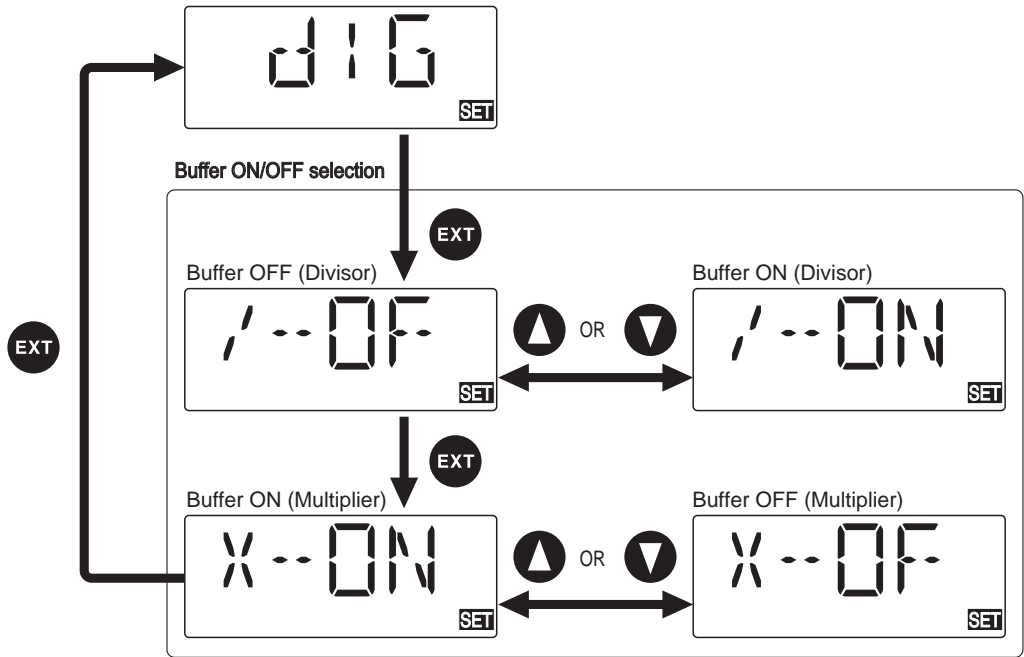 dIG
SET
Buffer ON/OFF selection
EXT
Buffer OFF (Divisor)
Buffer ON (Divisor)
/--OF
SET
OR
/--ON
SET
EXT
EXT
Buffer ON (Multiplier)
Buffer OFF (Multiplier)
X--ON
SET
OR
X--OF
SET